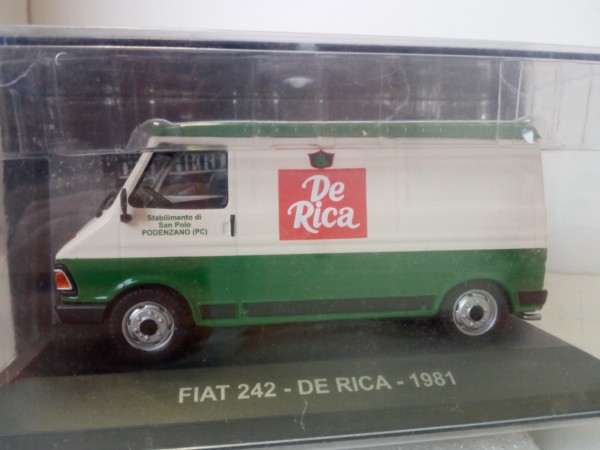 De
Rica
Stabilimento di
San Polo
PODENZANO (PC)
FIAT 242 - DE RICA - 1981